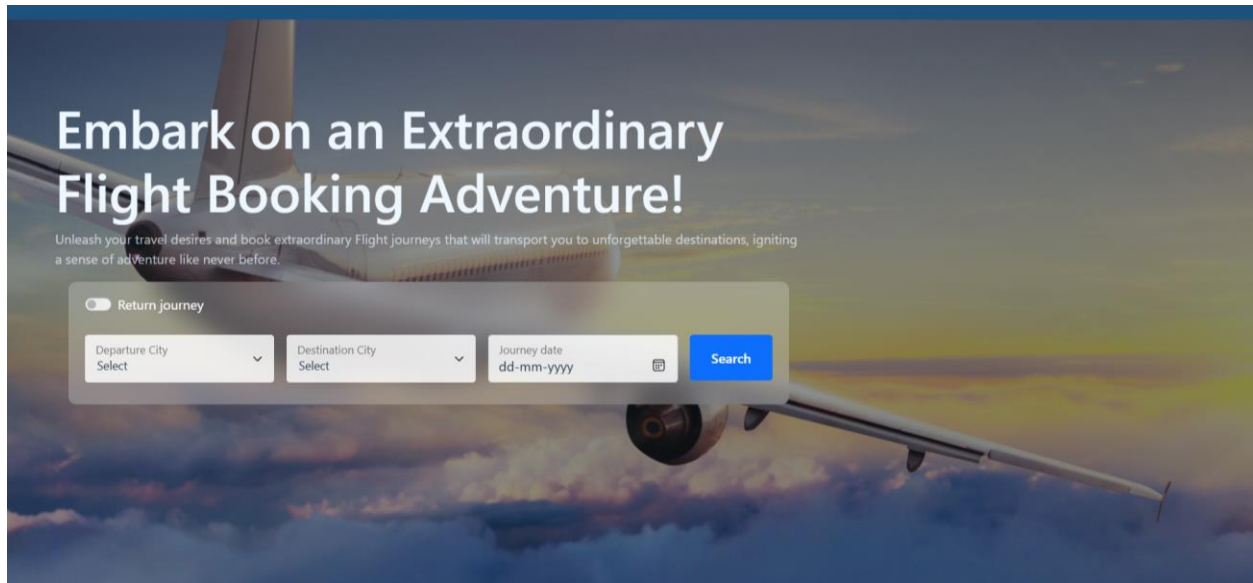 Embark on an Extraordinary
Flight Booking Adventure!
Unleash your travel desires and book extraordinary Flight journeys that will transport you to unforgettable destinations, igniting
a sense of adventure like never before.
Return journey
Departure City
Select
Destination City
Select
Journey date
dd-mm-yyyy
Search